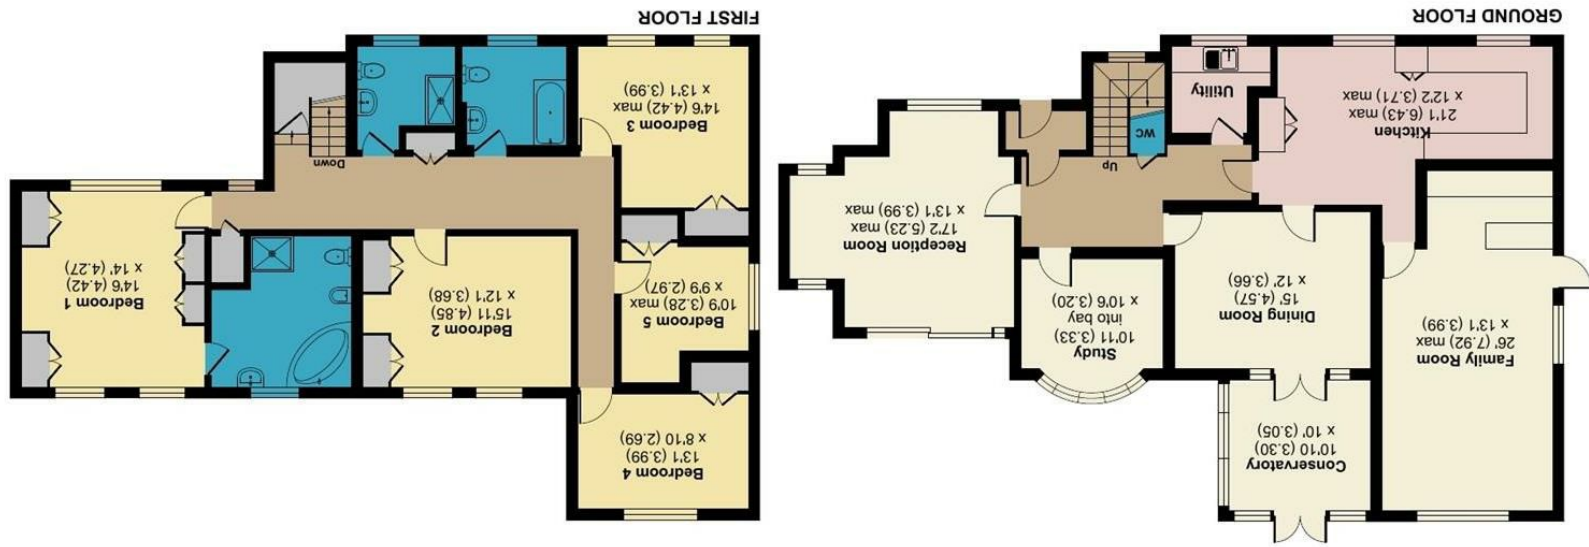 Conservatory
10'10 (3.30)
x 10' (3.05)
Family Room
26' (7.92) max
x 13'1 (3.99)
Dining Room
15' (4.57)
x 12' (3.66)
Study
10'11 (3.33)
into bay
x 10'6 (3.20)
Reception Room
17'2 (5.23) max
x 13'1 (3.99)
max
Kitchen
21'1 (6.43) max
x 12'2 (3.71) max
Utility
WC
Up
GROUND FLOOR
Bedroom 4
13'1 (3.99)
x 8'10 (2.69)
Bedroom 5
10'9 (3.28) max
x 9'9 (2.97)
Bedroom 2
15'11 (4.85)
x 12'1 (3.68)
Bedroom 1
14'6 (4.42)
x 14' (4.27)
Bedroom 3
14'6 (4.42) max
x 13'1 (3.99)
Down
FIRST FLOOR